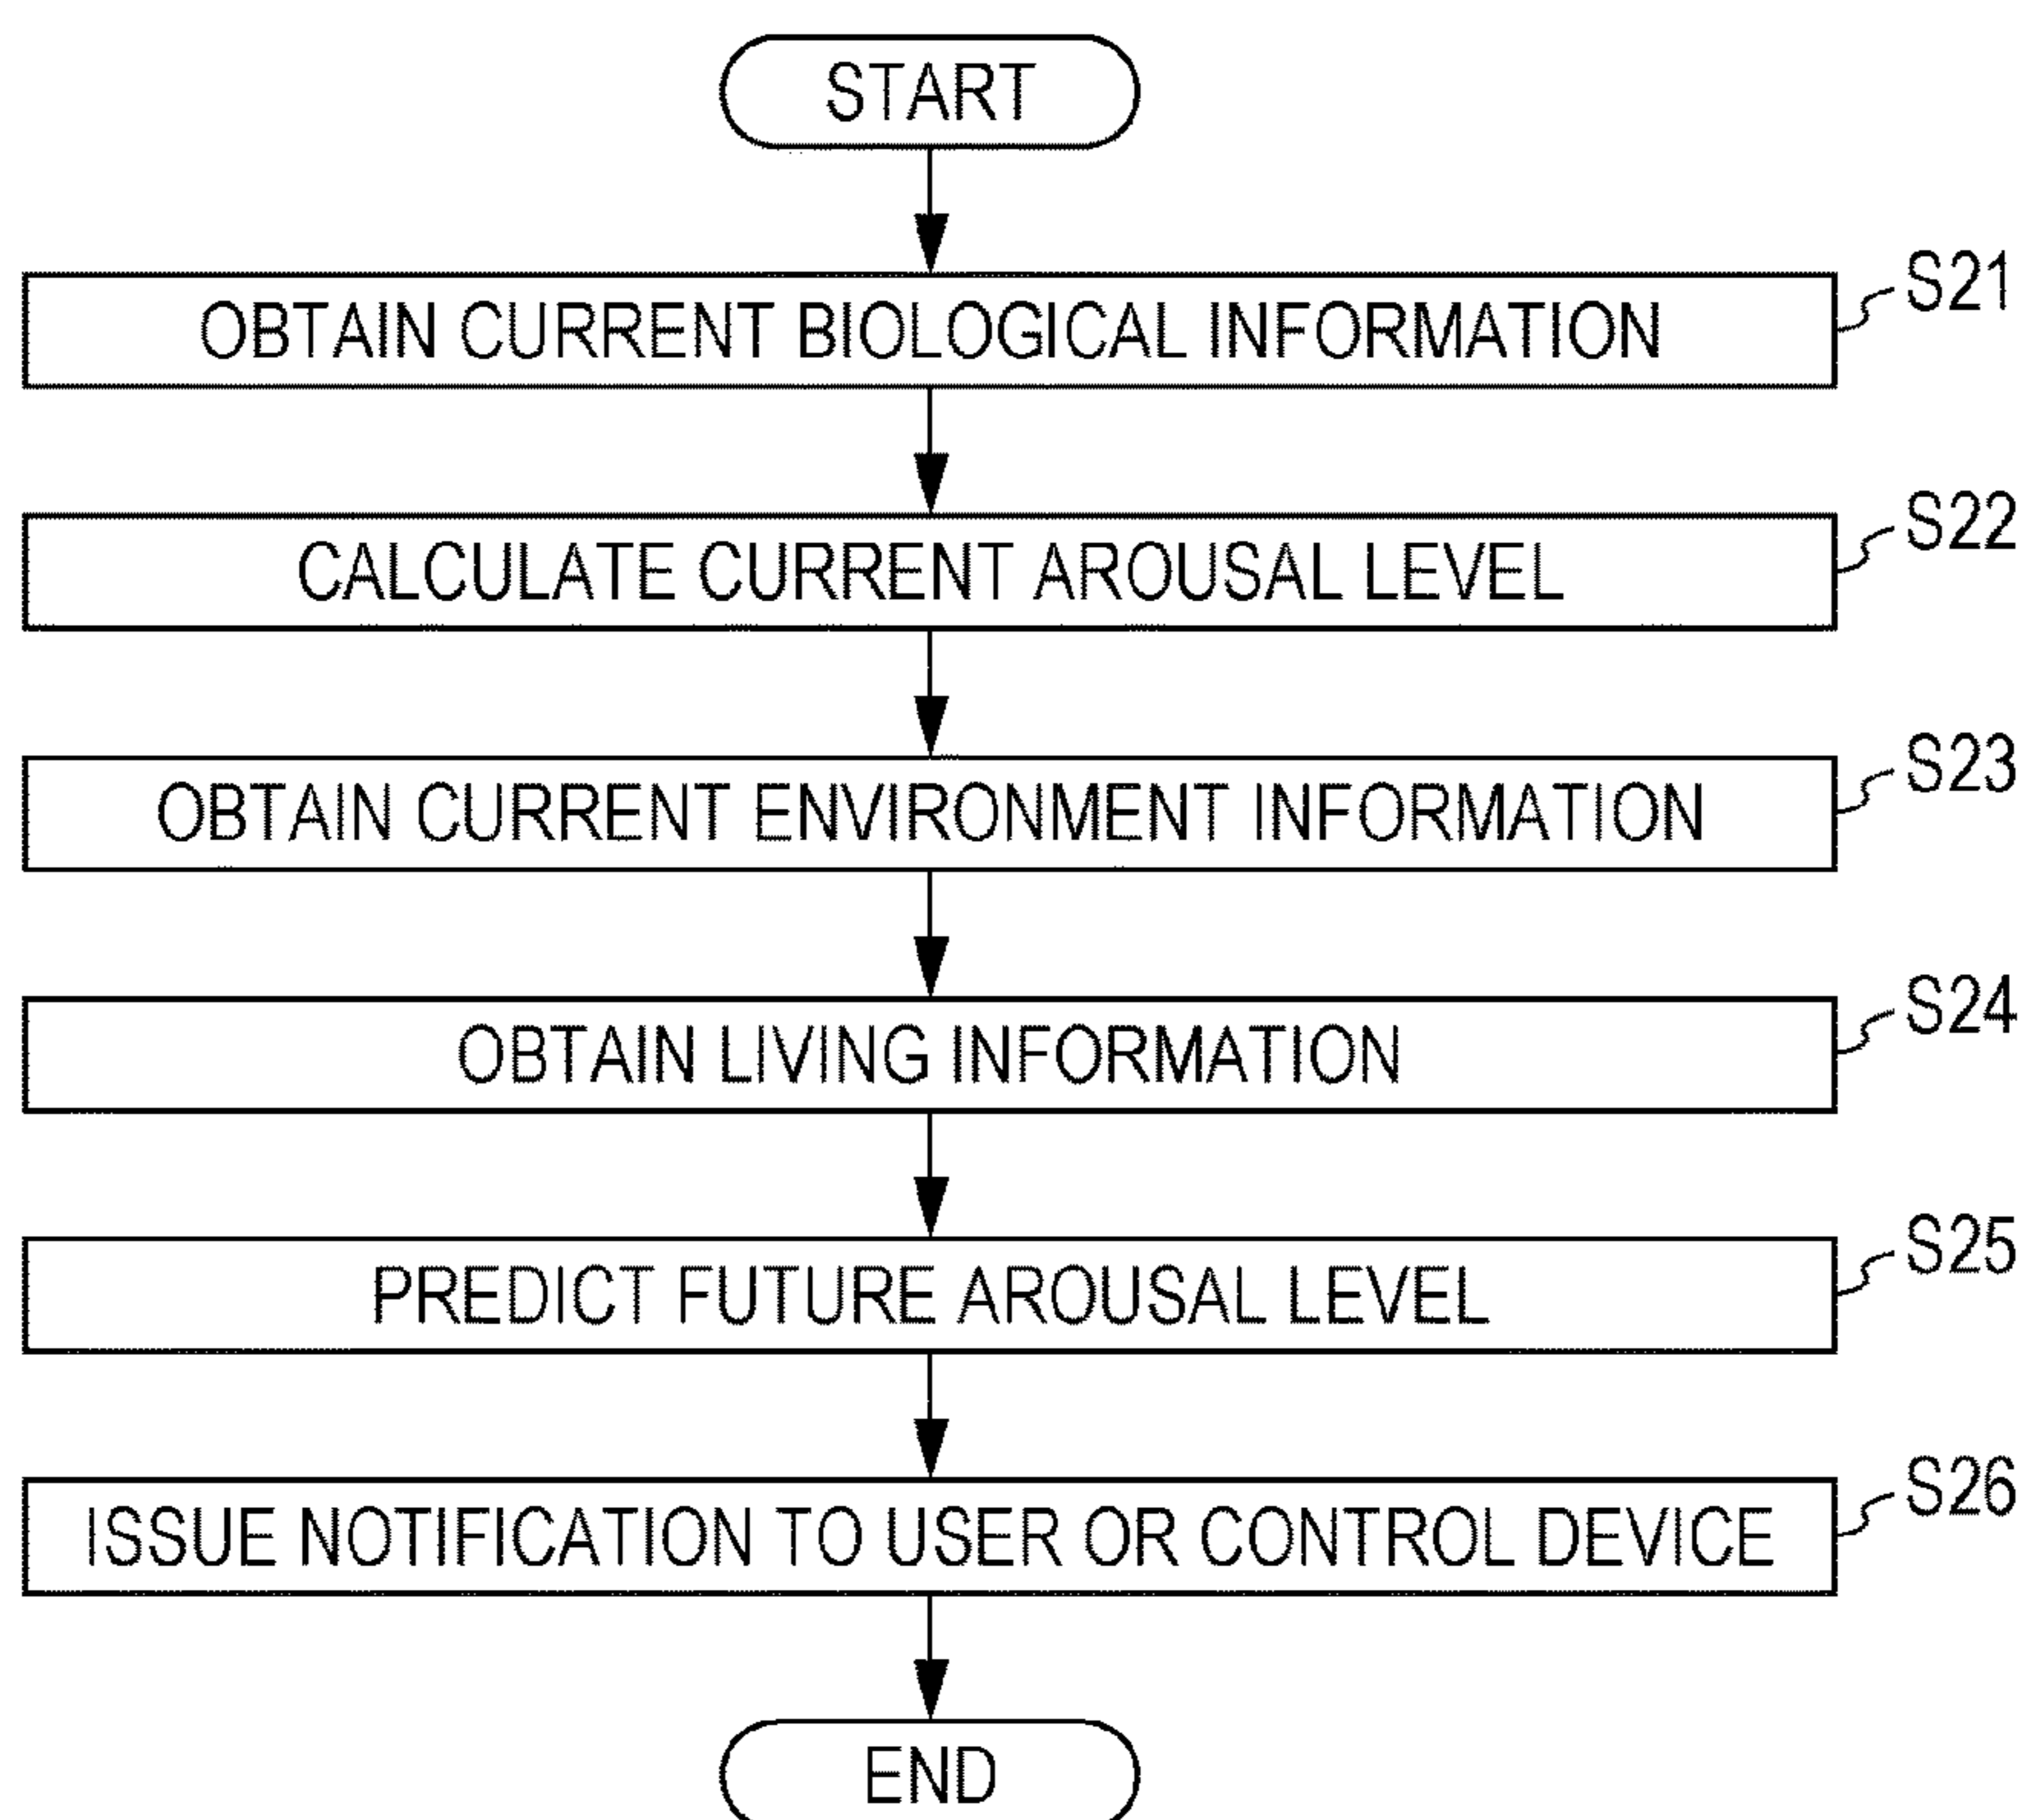 START
OBTAIN CURRENT BIOLOGICAL INFORMATION
S21
CALCULATE CURRENT AROUSAL LEVEL
S22
OBTAIN CURRENT ENVIRONMENT INFORMATION
S23
OBTAIN LIVING INFORMATION
S24
PREDICT FUTURE AROUSAL LEVEL
S25
ISSUE NOTIFICATION TO USER OR CONTROL DEVICE
S26
END